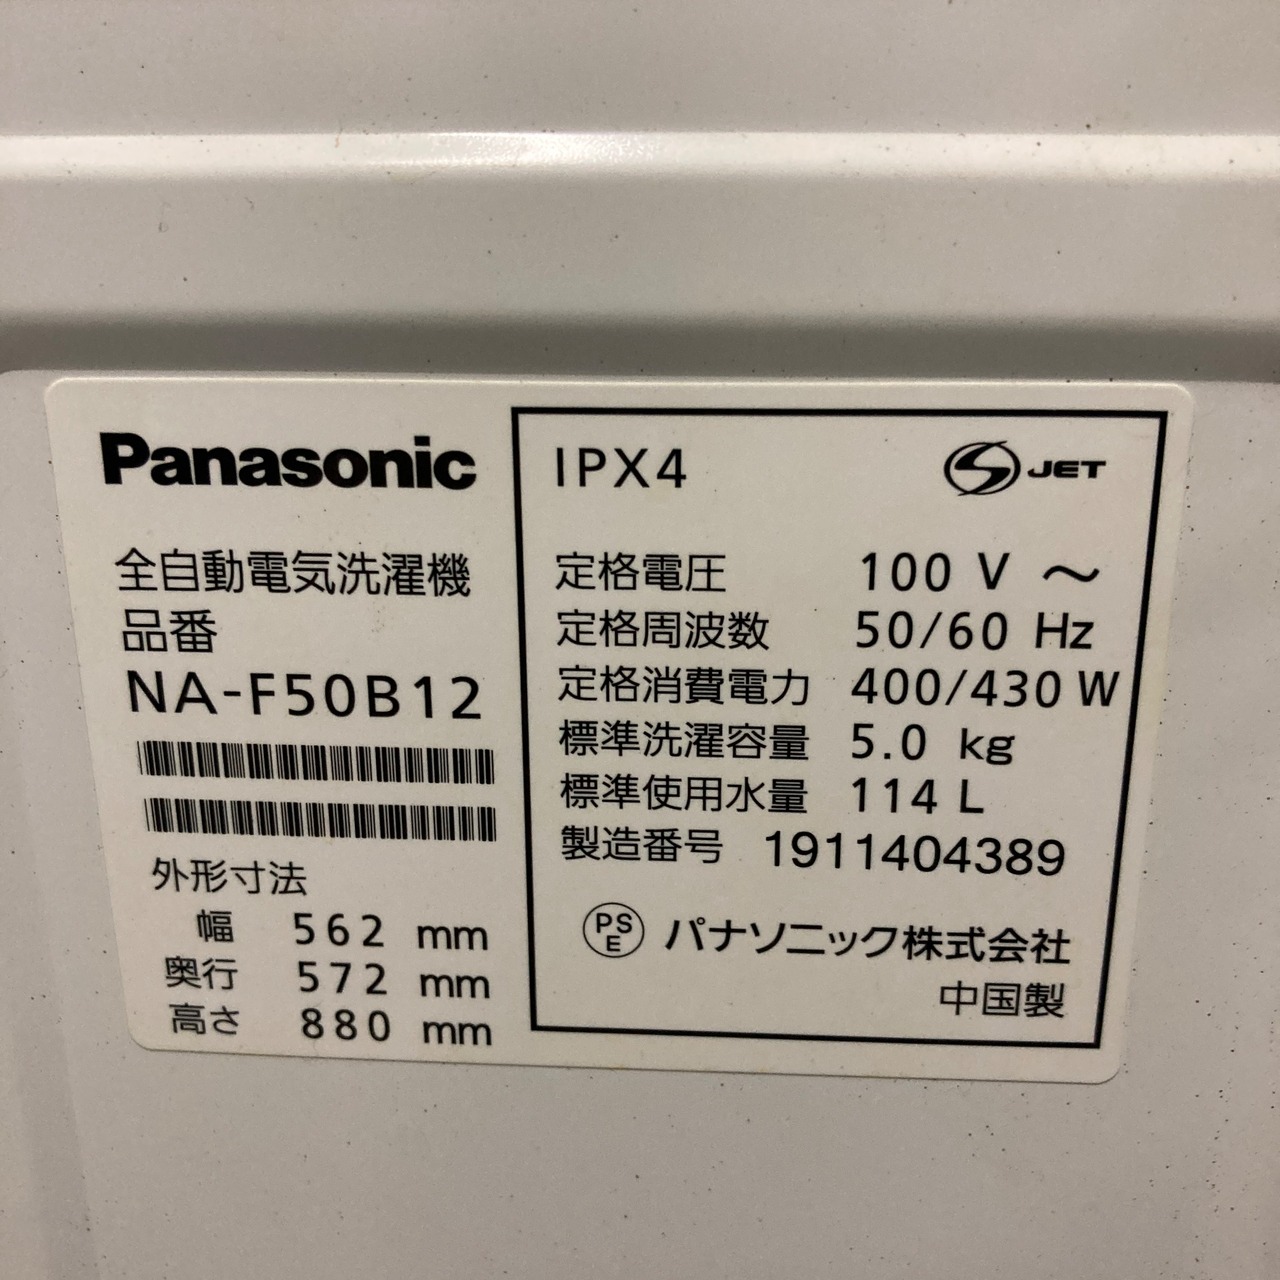 Panasonic
全自動電気洗濯機
品番
NA-F50B12
外形寸法
幅 562 mm
奥行 572 mm
高さ 880 mm
IPX4
S JET
定格電圧 100 V ～
定格周波数 50/60 Hz
定格消費電力 400/430 W
標準洗濯容量 5.0 kg
標準使用水量 114 L
製造番号 1911404389
PS
E
パナソニック株式会社
中国製